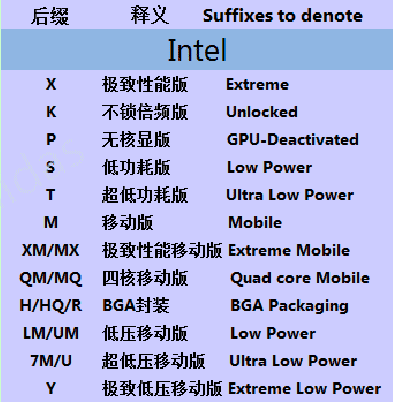 后缀 释义 Suffixes to denote
Intel
X 极致性能版 Extreme
K 不锁倍频版 Unlocked
P 无核显版 GPU-Deactivated
S 低功耗版 Low Power
T 超低功耗版 Ultra Low Power
M 移动版 Mobile
XM/MX 极致性能移动版 Extreme Mobile
QM/MQ 四核移动版 Quad core Mobile
H/HQ/R BGA封装 BGA Packaging
LM/UM 低压移动版 Low Power
7M/U 超低压移动版 Ultra Low Power
Y 极致低压移动版 Extreme Low Power